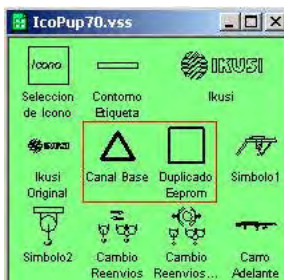 IcoPup70.vss
Icono
IKUSI
Seleccion
de Icono
Contorno
Etiqueta
Ikusi
IKUSI
Ikusi
Original
Canal Base
Duplicado
Eeprom
Simbolo1
Simbolo2
Cambio
Reenvios
Cambio
Reenvios...
Carro
Adelante